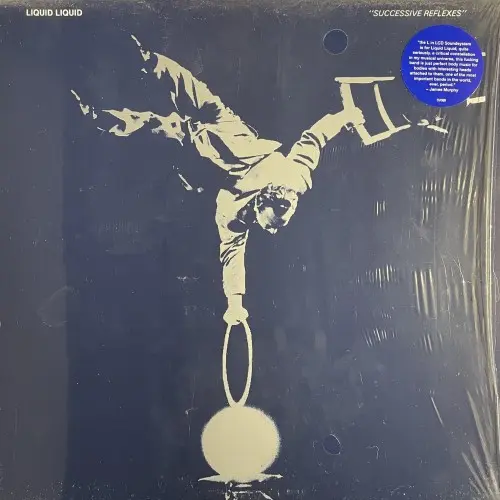 LIQUID LIQUID
"SUCCESSIVE REFLEXES"
"the L in LCD Soundsystem
is for Liquid Liquid, quite
seriously. a critical constellation
in my musical universe, this fucking
band is just perfect body music for
bodies with interesting heads
attached to them, one of the most
important bands in the world,
ever, period."
– James Murphy